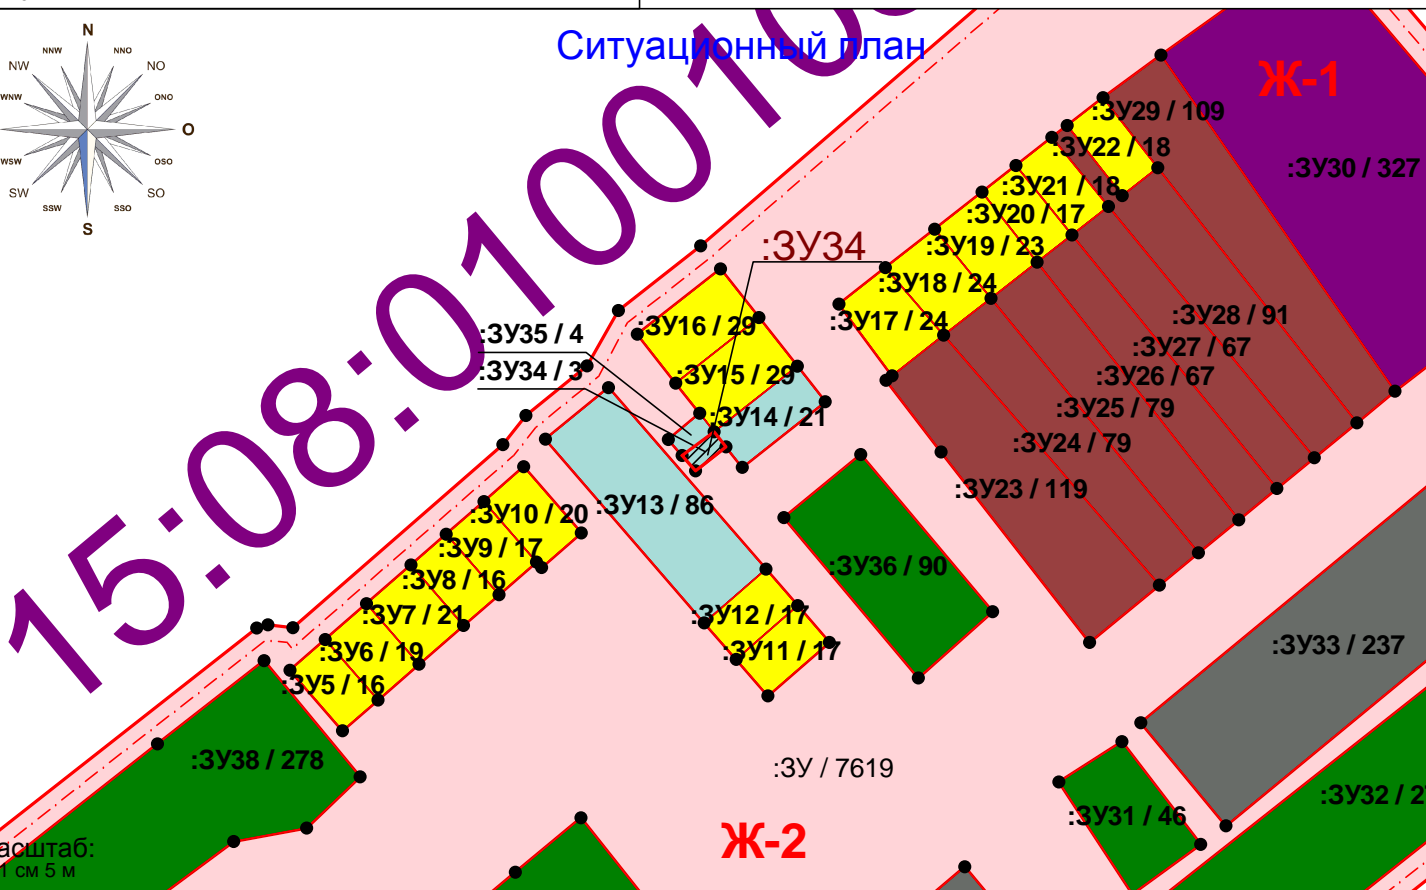 Ситуационный план
N
NNW
NNO
NW
NO
WNW
ONO
O
WSW
OSO
SW
SO
SSW
SSO
S
15:08:0100
Ж-1
:ЗУ29 / 109
:ЗУ22 / 18
:ЗУ30 / 327
:ЗУ21 / 18
:ЗУ20 / 17
:ЗУ19 / 23
:ЗУ34
:ЗУ18 / 24
:ЗУ17 / 24
:ЗУ28 / 91
:ЗУ16 / 29
:ЗУ35 / 4
:ЗУ27 / 67
:ЗУ34 / 3
:ЗУ15 / 29
:ЗУ26 / 67
:ЗУ25 / 79
:ЗУ14 / 21
:ЗУ24 / 79
:ЗУ23 / 119
:ЗУ13 / 86
:ЗУ10 / 20
:ЗУ9 / 17
:ЗУ36 / 90
:ЗУ8 / 16
:ЗУ7 / 21
:ЗУ12 / 17
:ЗУ33 / 237
:ЗУ6 / 19
:ЗУ11 / 17
:ЗУ5 / 16
:ЗУ38 / 278
:ЗУ / 7619
:ЗУ32 /
:ЗУ31 / 46
Ж-2
асштаб:
1 см 5 м